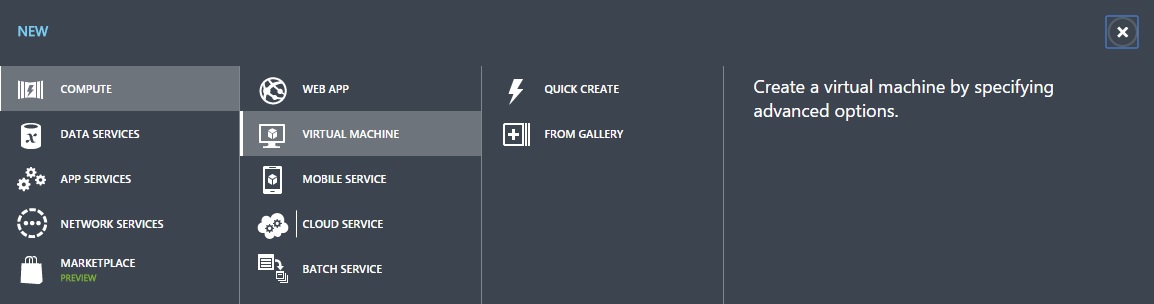 NEW
COMPUTE
DATA SERVICES
APP SERVICES
NETWORK SERVICES
MARKETPLACE
PREVIEW
WEB APP
VIRTUAL MACHINE
MOBILE SERVICE
CLOUD SERVICE
BATCH SERVICE
QUICK CREATE
FROM GALLERY
Create a virtual machine by specifying
advanced options.